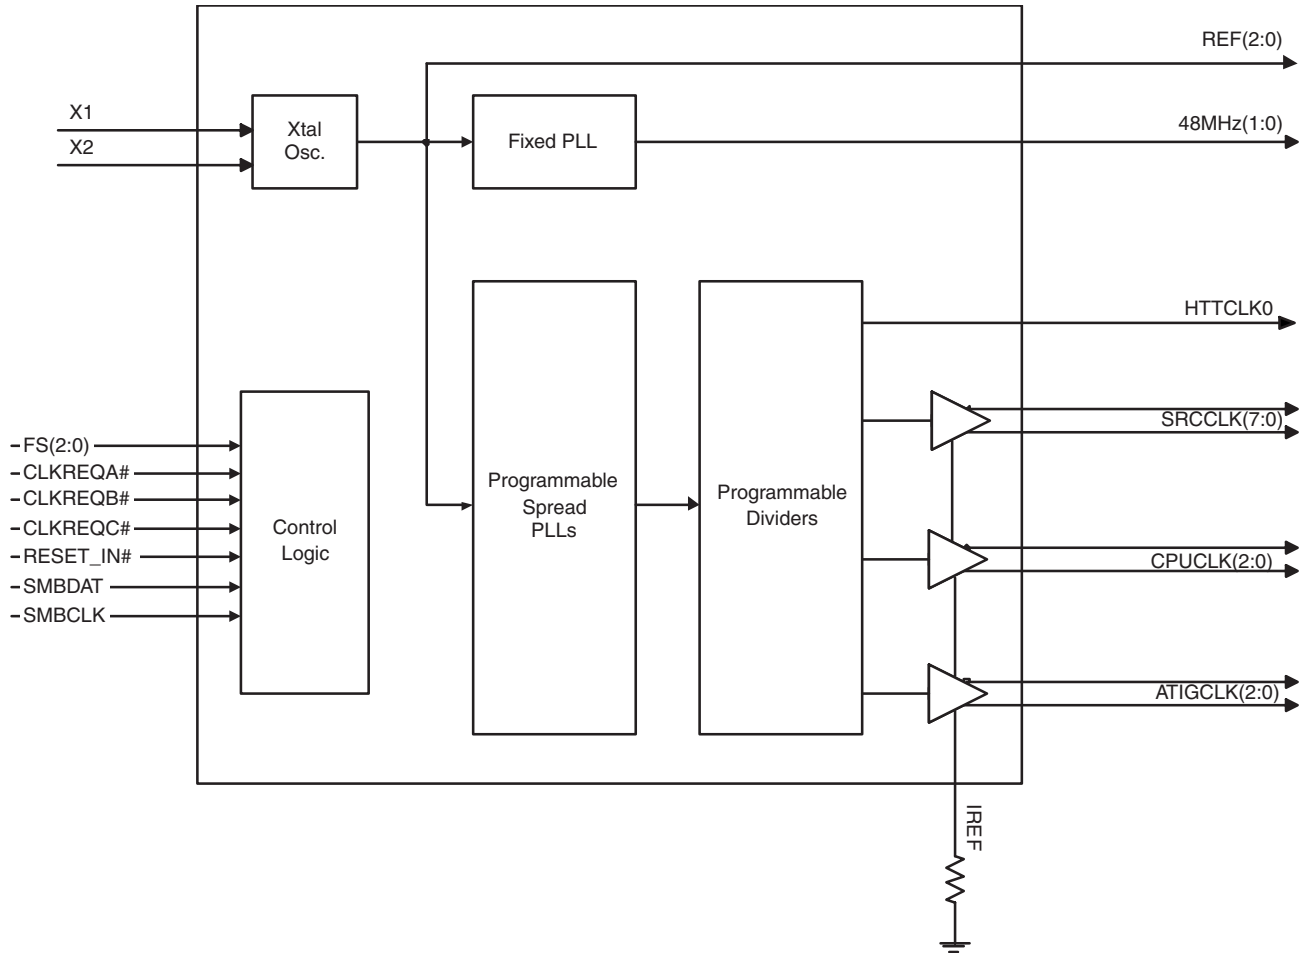 REF(2:0)
X1
X2
Xtal
Osc.
Fixed PLL
48MHz(1:0)
HTTCLK0
SRCCLK(7:0)
FS(2:0)
CLKREQA#
CLKREQB#
CLKREQC#
RESET_IN#
SMBDAT
SMBCLK
Control
Logic
Programmable
Spread
PLLs
Programmable
Dividers
CPUCLK(2:0)
ATIGCLK(2:0)
IREF